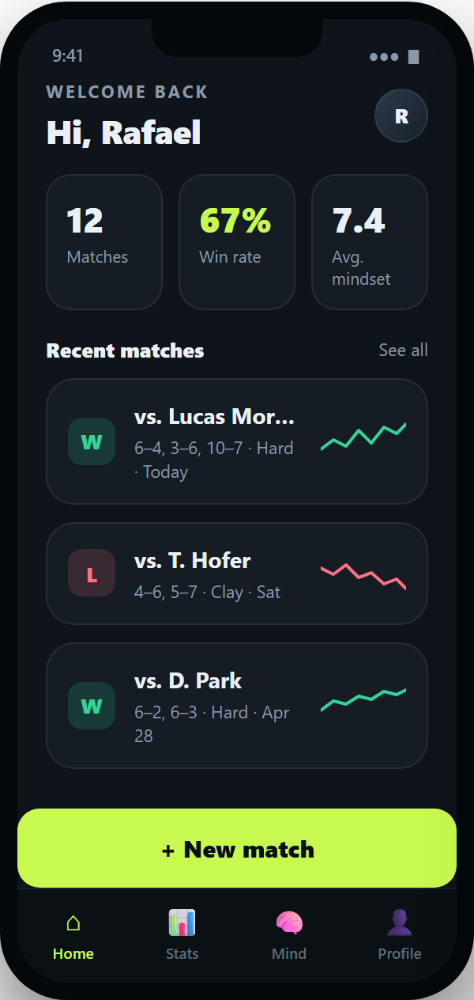 9:41
WELCOME BACK
Hi, Rafael
R
12
Matches
67%
Win rate
7.4
Avg.
mindset
Recent matches
See all
W
vs. Lucas Mor...
6–4, 3–6, 10–7 · Hard
· Today
L
vs. T. Hofer
4–6, 5–7 · Clay · Sat
W
vs. D. Park
6–2, 6–3 · Hard · Apr
28
+ New match
Home
Stats
Mind
Profile